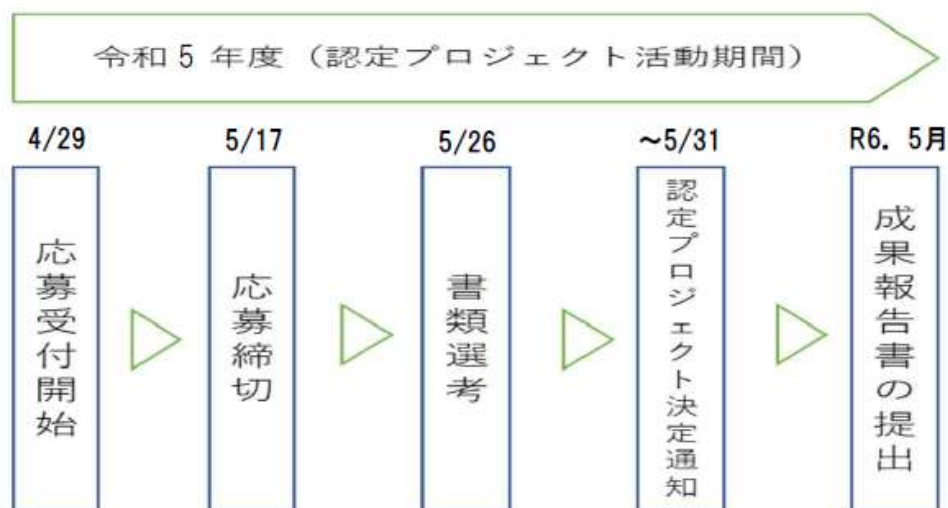 令和5年度（認定プロジェクト活動期間）
4/29
5/17
5/26
～5/31
R6. 5月
応募受付開始
応募締切
書類選考
認定プロジェクト決定通知
成果報告書の提出